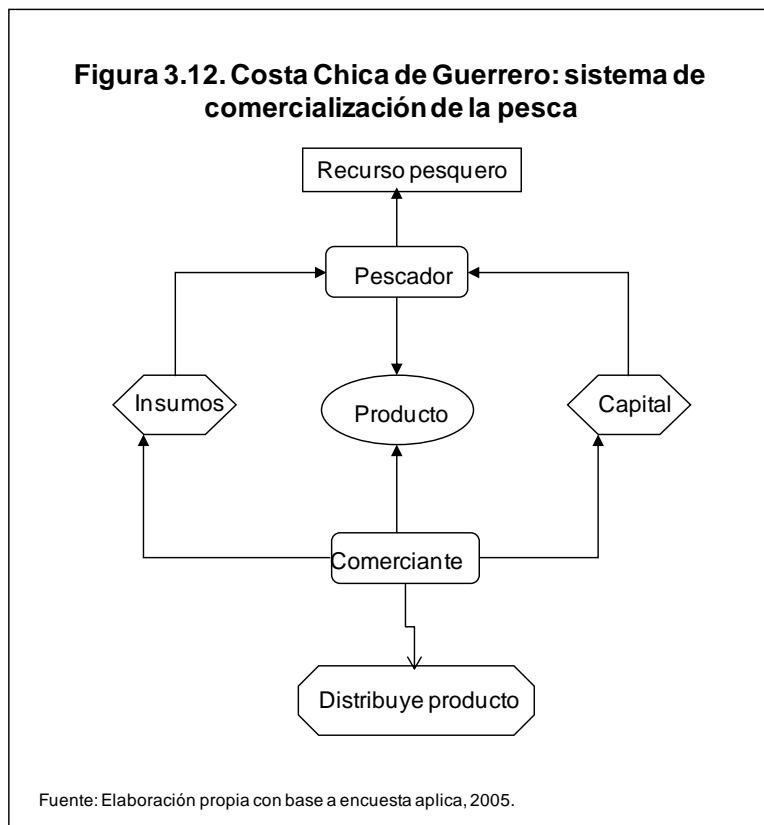 Figura 3.12. Costa Chica de Guerrero: sistema de
comercialización de la pesca
Recurso pesquero
Pescador
Insumos
Producto
Capital
Comerciante
Distribuye producto
Fuente: Elaboración propia con base a encuesta aplica, 2005.